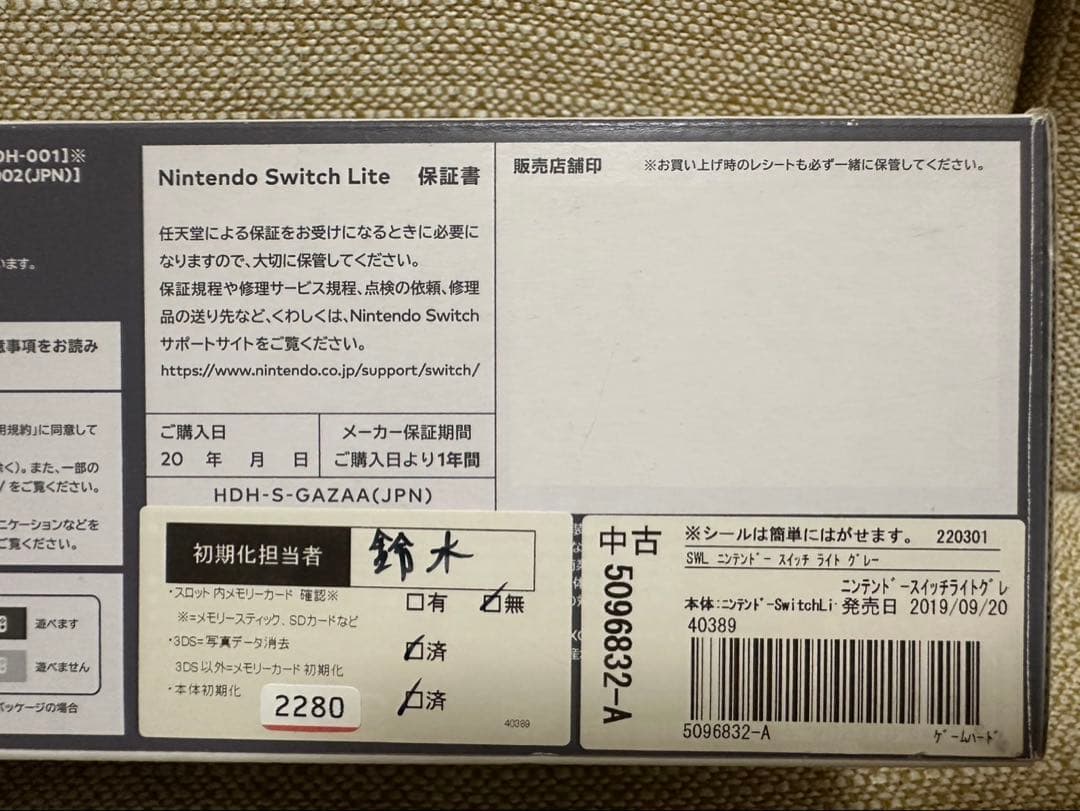 DH-001]※
002(JPN)]
います。
意事項をお読み
用規約」に同意して
除く)。また、一部の
/ をご覧ください。
ニケーションなどを
ご覧ください。
遊べます
遊べません
パッケージの場合
Nintendo Switch Lite 保証書
任天堂による保証をお受けになるときに必要に
なりますので、大切に保管してください。
保証規程や修理サービス規程、点検の依頼、修理
品の送り先など、くわしくは、Nintendo Switch
サポートサイトをご覧ください。
https://www.nintendo.co.jp/support/switch/
ご購入日
20 年 月 日
メーカー保証期間
ご購入日より1年間
HDH-S-GAZAA(JPN)
販売店舗印 ※お買い上げ時のレシートも必ず一緒に保管してください。
初期化担当者 鈴木
・スロット内メモリーカード 確認※ □有 ☑無
※=メモリースティック、SDカードなど
・3DS=写真データ消去 ☑済
3DS以外=メモリーカード初期化
・本体初期化 ☑済
2280
40389
中古 5096832-A
※シールは簡単にはがせます。 220301
SWL ニンテンドー スイッチ ライト グレー
ニンテンドースイッチライトグレ
本体:ニンテンドーSwitchLi 発売日 2019/09/20
40389
5096832-A
ゲームハード